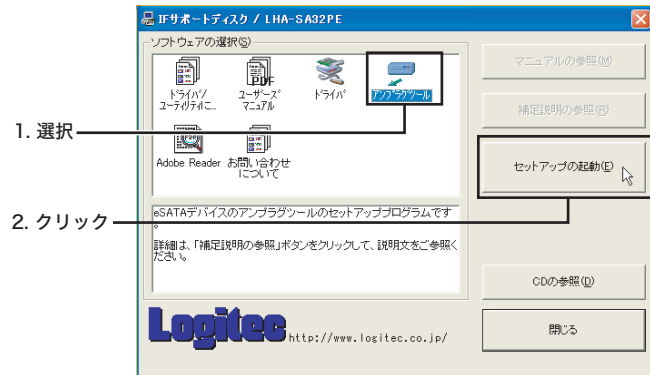 IFサポートディスク / LHA-SA32PE
ソフトウェアの選択(S)
ドライバ/
ユーティリティに...
PDF
ユーザーズ
マニュアル
ドライバ
アンプラグツール
Adobe Reader
お問い合わせ
について
マニュアルの参照(M)
補足説明の参照(R)
セットアップの起動(E)
1. 選択
2. クリック
eSATAデバイスのアンプラグツールのセットアッププログラムです
。
詳細は、「補足説明の参照」ボタンをクリックして、説明文をご参照く
ださい。
CDの参照(D)
閉じる
Logitec
http://www.logitec.co.jp/